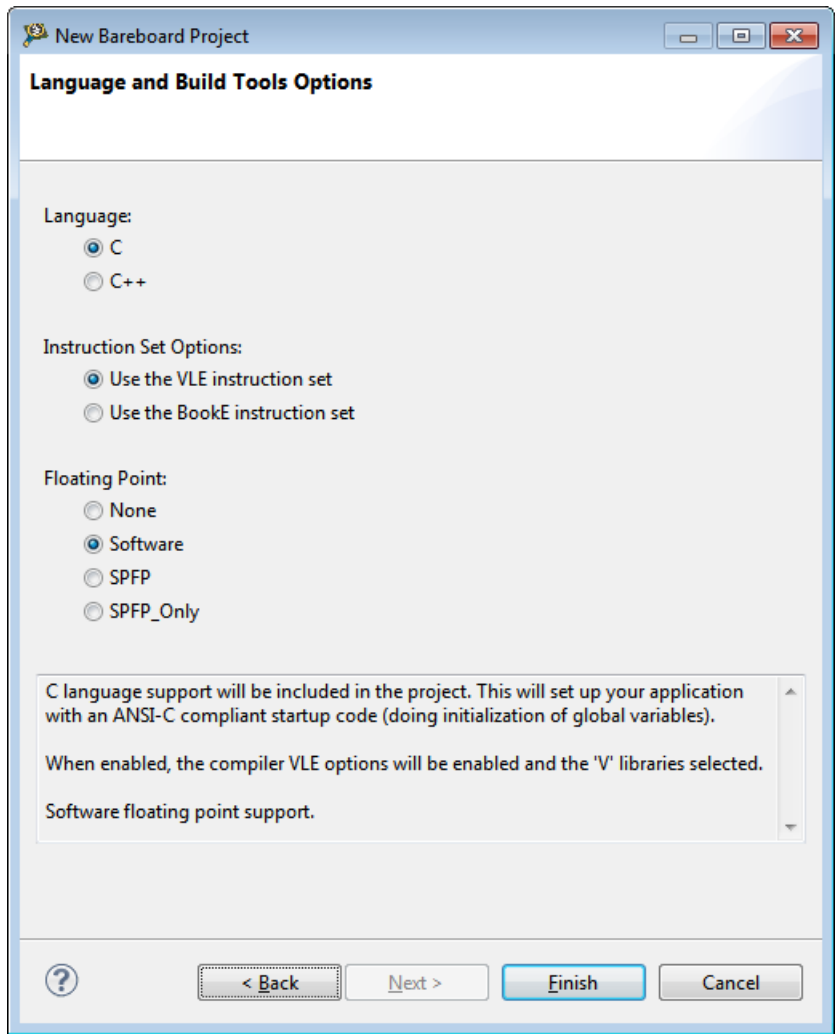 New Bareboard Project
Language and Build Tools Options
Language:
C
C++
Instruction Set Options:
Use the VLE instruction set
Use the BookE instruction set
Floating Point:
None
Software
SPFP
SPFP_Only
C language support will be included in the project. This will set up your application
with an ANSI-C compliant startup code (doing initialization of global variables).
When enabled, the compiler VLE options will be enabled and the 'V' libraries selected.
Software floating point support.
?
< Back
Next >
Finish
Cancel